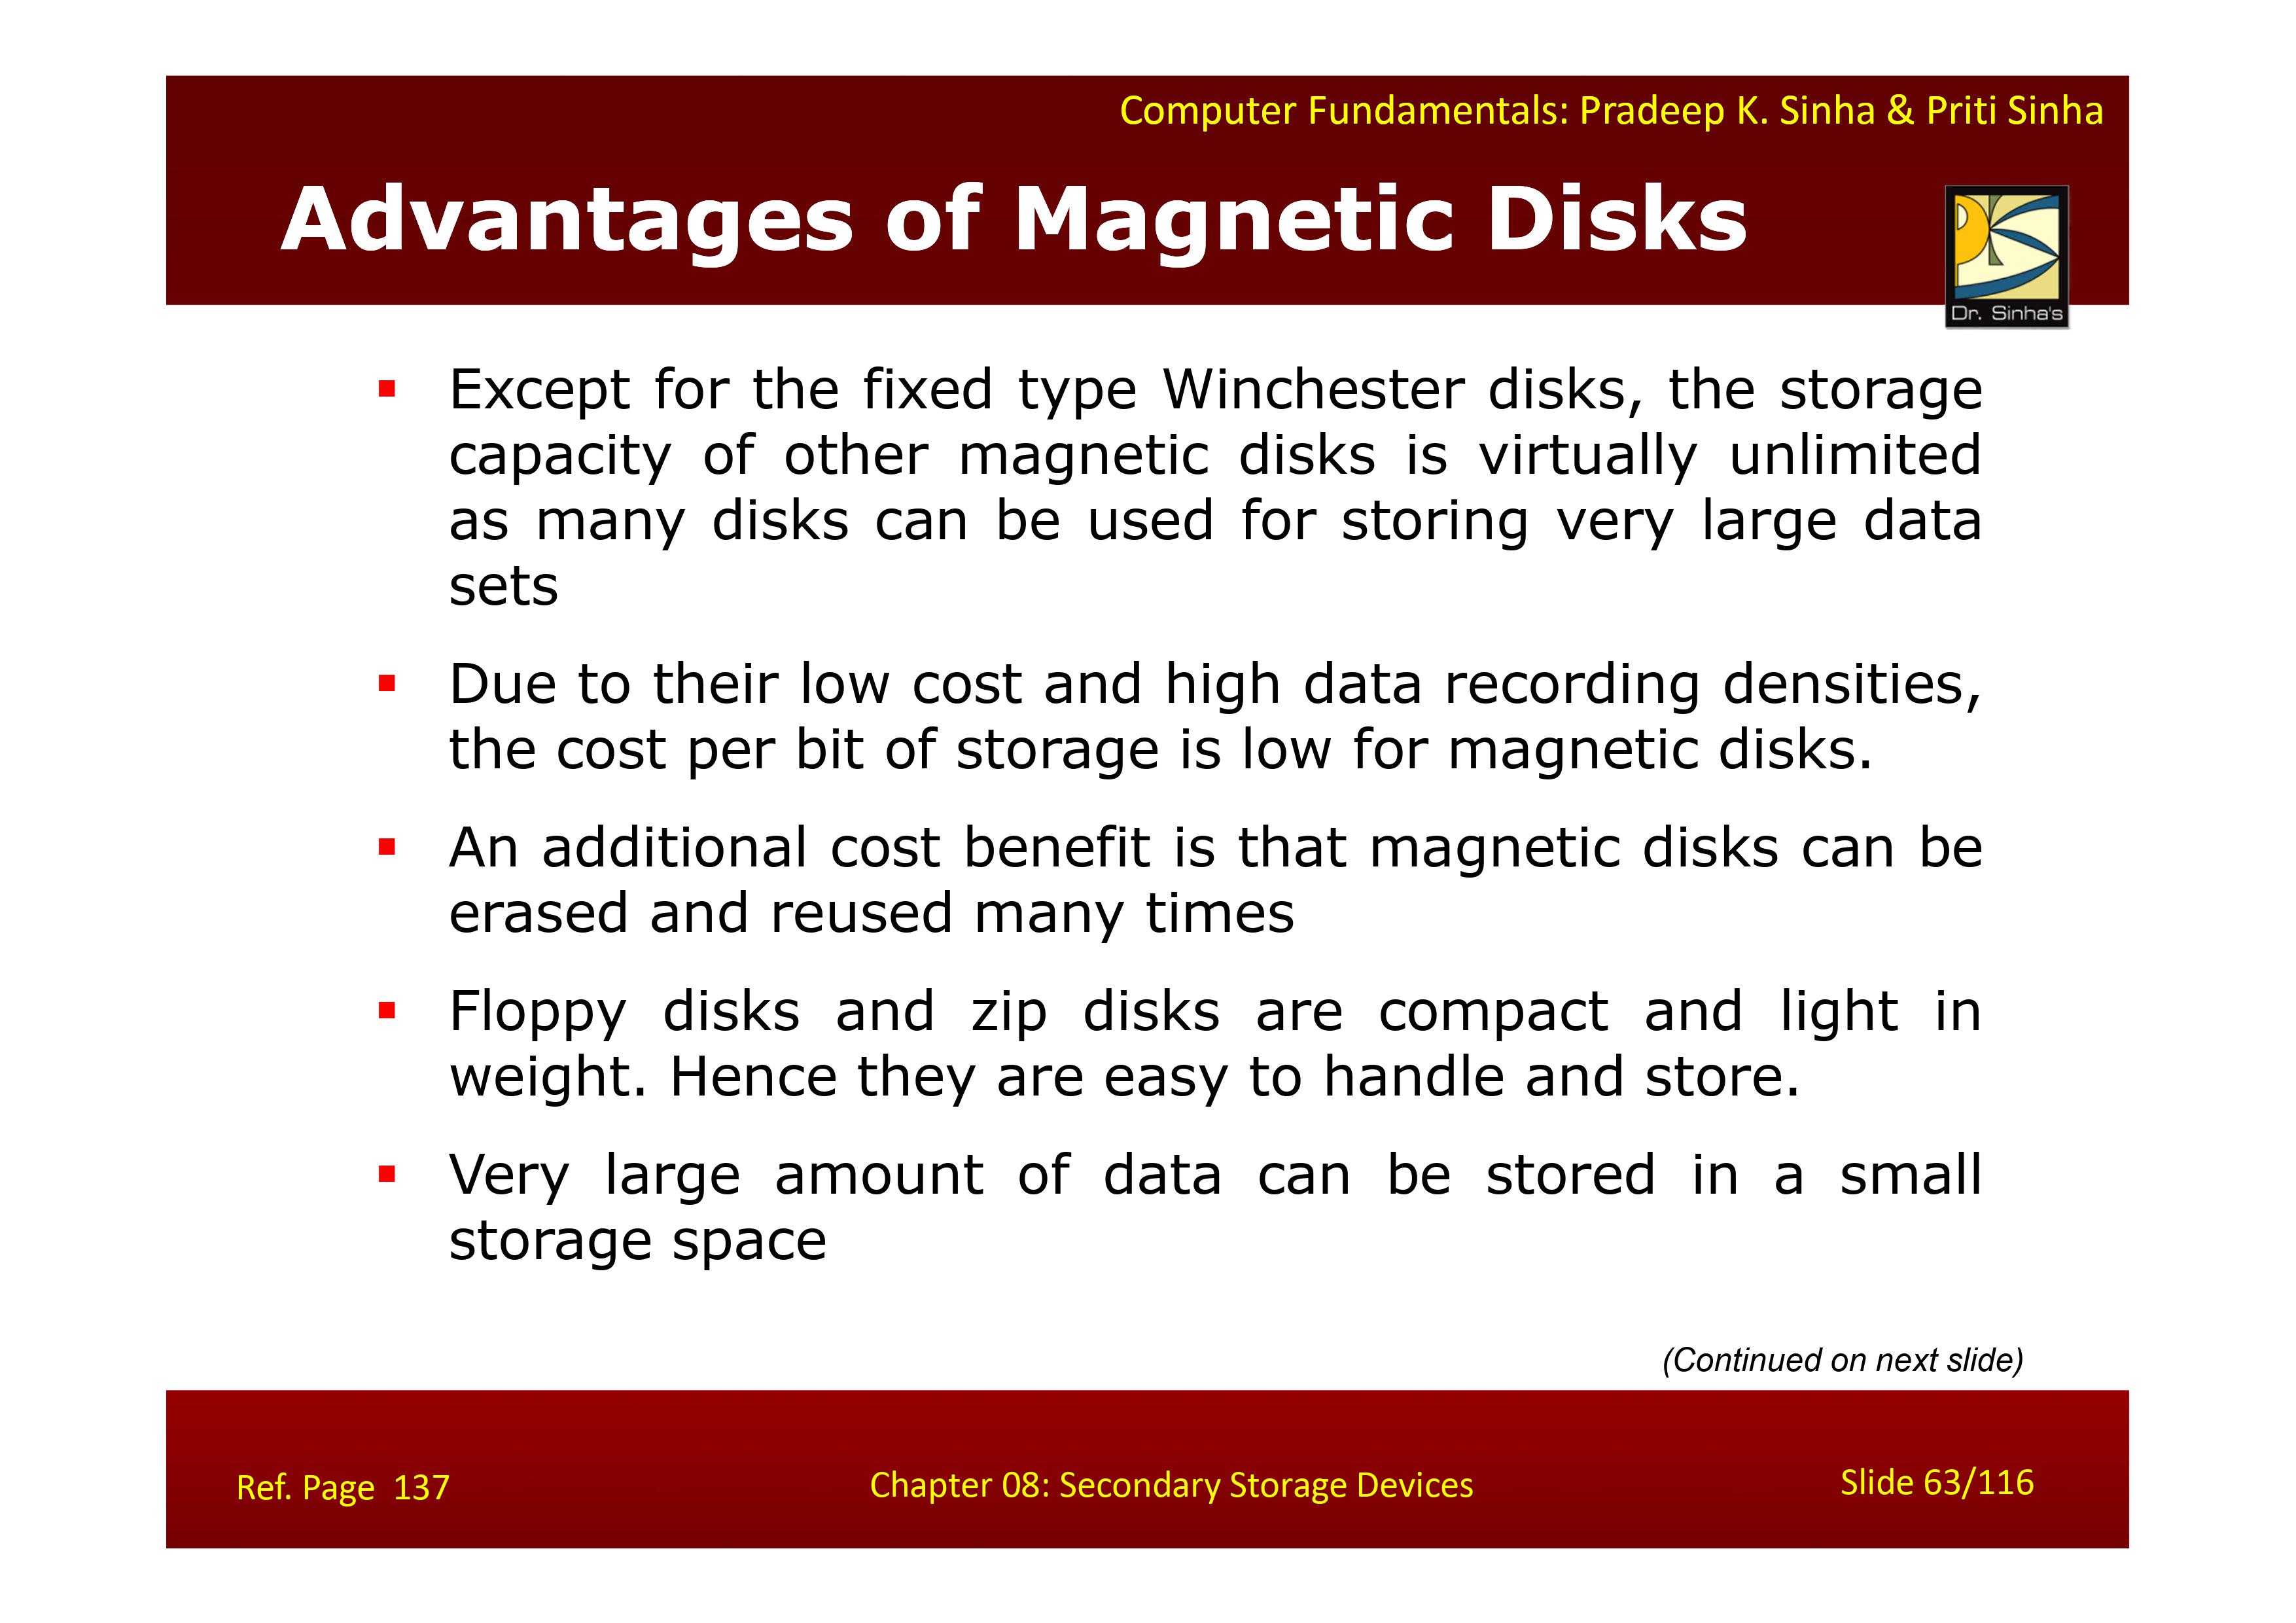 Computer Fundamentals: Pradeep K. Sinha & Priti Sinha
Advantages of Magnetic Disks
Dr. Sinha's
▪ Except for the fixed type Winchester disks, the storage
capacity of other magnetic disks is virtually unlimited
as many disks can be used for storing very large data
sets
▪ Due to their low cost and high data recording densities,
the cost per bit of storage is low for magnetic disks.
▪ An additional cost benefit is that magnetic disks can be
erased and reused many times
▪ Floppy disks and zip disks are compact and light in
weight. Hence they are easy to handle and store.
▪ Very large amount of data can be stored in a small
storage space
(Continued on next slide)
Ref. Page 137
Chapter 08: Secondary Storage Devices
Slide 63/116